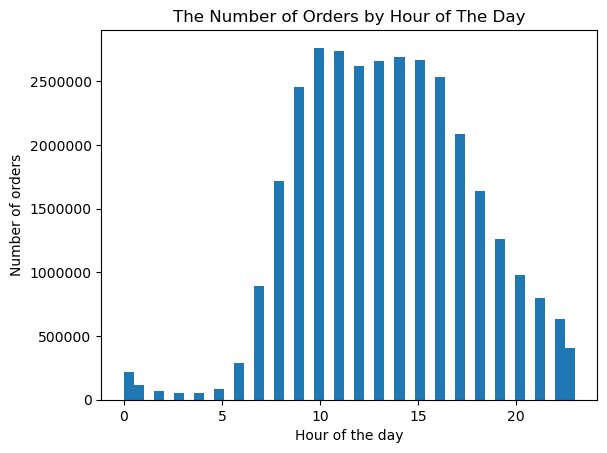 The Number of Orders by Hour of The Day
Number of orders
2500000
2000000
1500000
1000000
500000
0
0 5 10 15 20
Hour of the day